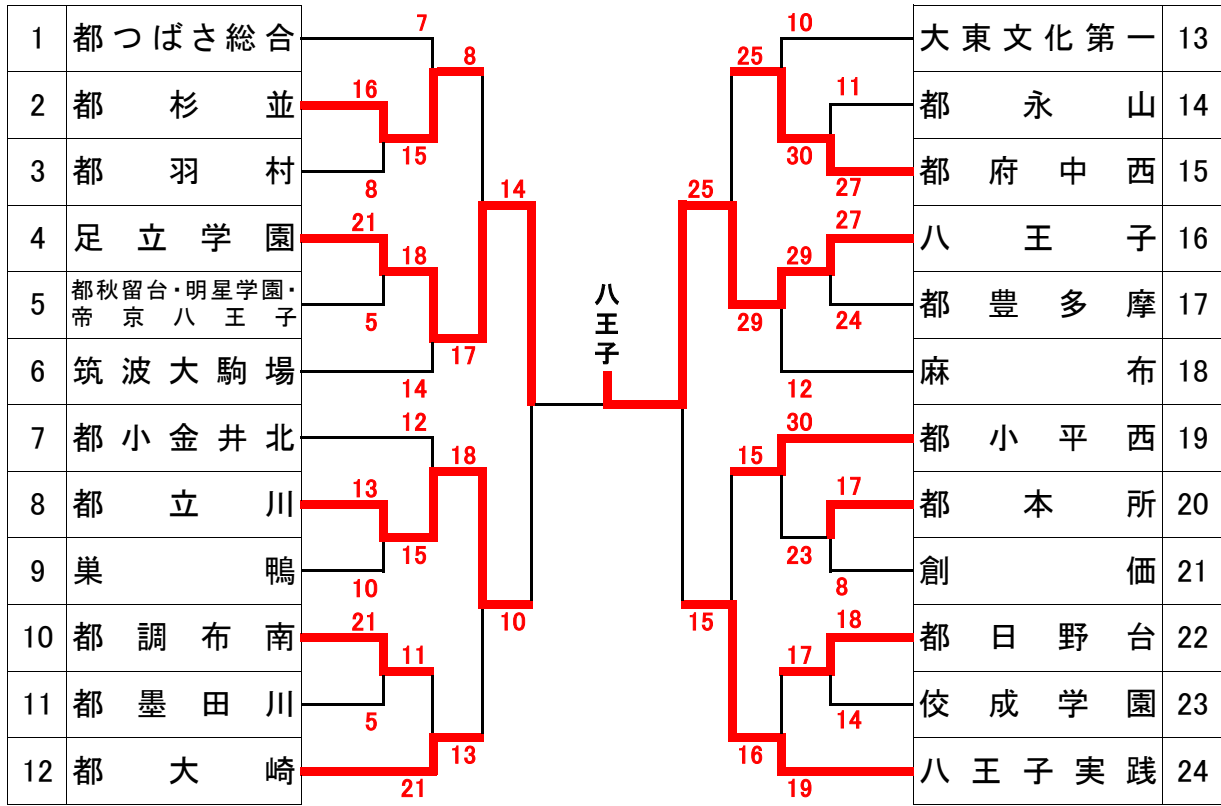 1 都つばさ総合
2 都杉並
3 都羽村
4 足立学園
5 都秋留台・明星学園・
帝京八王子
6 筑波大駒場
7 都小金井北
8 都立川
9 巣鴨
10 都調布南
11 都墨田川
12 都大崎
7
8
16
15
8
21
18
5
17
14
14
12
18
13
15
10
10
21
11
5
13
21
八王子
10
25
11
30
27
25
27
29
24
29
12
30
15
17
23
8
15
18
17
14
16
19
大東文化第一 13
都永山 14
都府中西 15
八王子 16
都豊多摩 17
麻布 18
都小平西 19
都本所 20
創価 21
都日野台 22
佼成学園 23
八王子実践 24